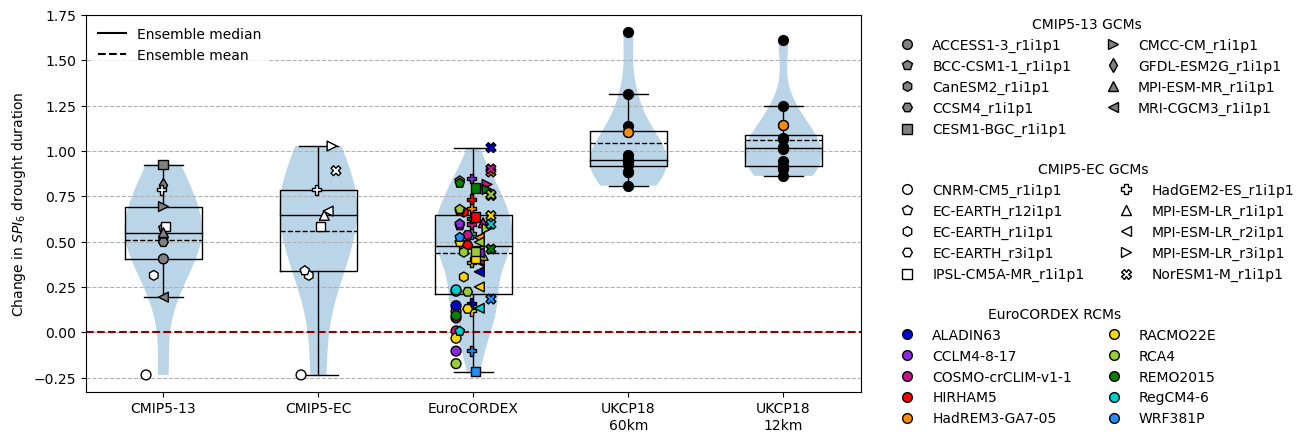 Change in SPI6 drought duration
1.75
1.50
1.25
1.00
0.75
0.50
0.25
0.00
−0.25
Ensemble median
Ensemble mean
CMIP5-13
CMIP5-EC
EuroCORDEX
UKCP18
60km
UKCP18
12km
CMIP5-13 GCMs
ACCESS1-3_r1i1p1
BCC-CSM1-1_r1i1p1
CanESM2_r1i1p1
CCSM4_r1i1p1
CESM1-BGC_r1i1p1
CMCC-CM_r1i1p1
GFDL-ESM2G_r1i1p1
MPI-ESM-MR_r1i1p1
MRI-CGCM3_r1i1p1
CMIP5-EC GCMs
CNRM-CM5_r1i1p1
EC-EARTH_r12i1p1
EC-EARTH_r1i1p1
EC-EARTH_r3i1p1
IPSL-CM5A-MR_r1i1p1
HadGEM2-ES_r1i1p1
MPI-ESM-LR_r1i1p1
MPI-ESM-LR_r2i1p1
MPI-ESM-LR_r3i1p1
NorESM1-M_r1i1p1
EuroCORDEX RCMs
ALADIN63
CCLM4-8-17
COSMO-crCLIM-v1-1
HIRHAM5
HadREM3-GA7-05
RACMO22E
RCA4
REMO2015
RegCM4-6
WRF381P